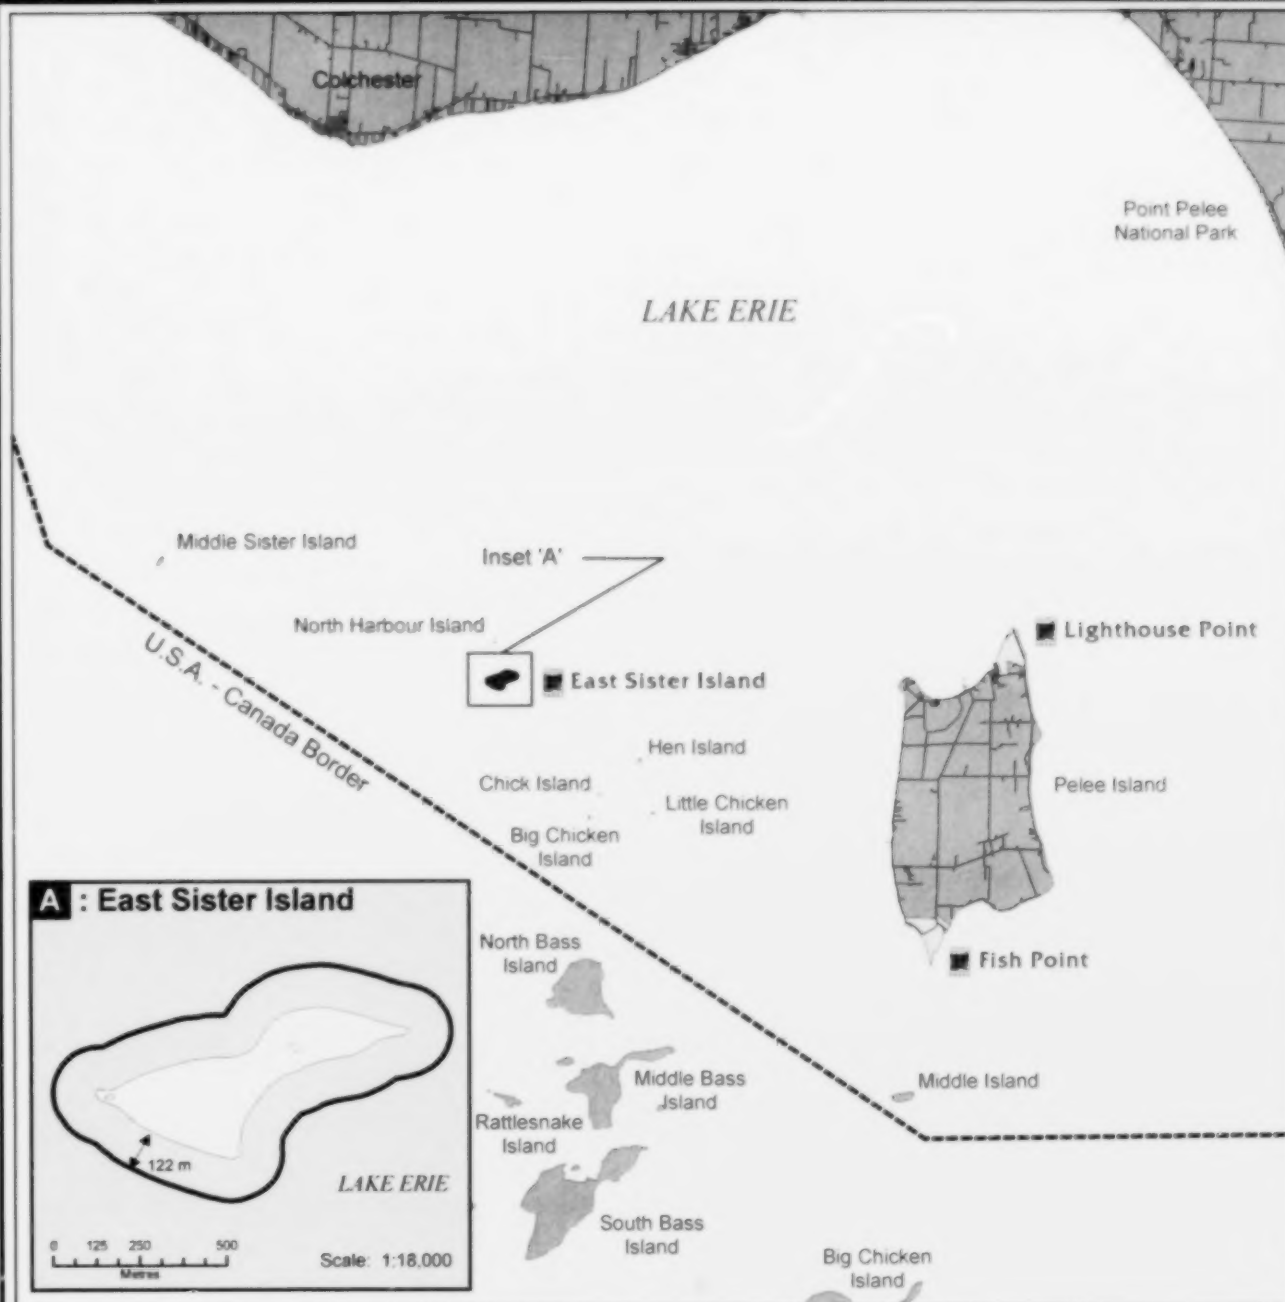 Colchester
Point Pelee
National Park
LAKE ERIE
Middle Sister Island
Inset 'A'
North Harbour Island
Lighthouse Point
East Sister Island
U.S.A. - Canada Border
Hen Island
Chick Island
Pelee Island
Little Chicken
Island
Big Chicken
Island
A : East Sister Island
North Bass
Island
Fish Point
Middle Bass
Island
Middle Island
Rattlesnake
Island
122 m
LAKE ERIE
South Bass
Island
0 125 250 500
Metres
Scale: 1:18,000
Big Chicken
Island